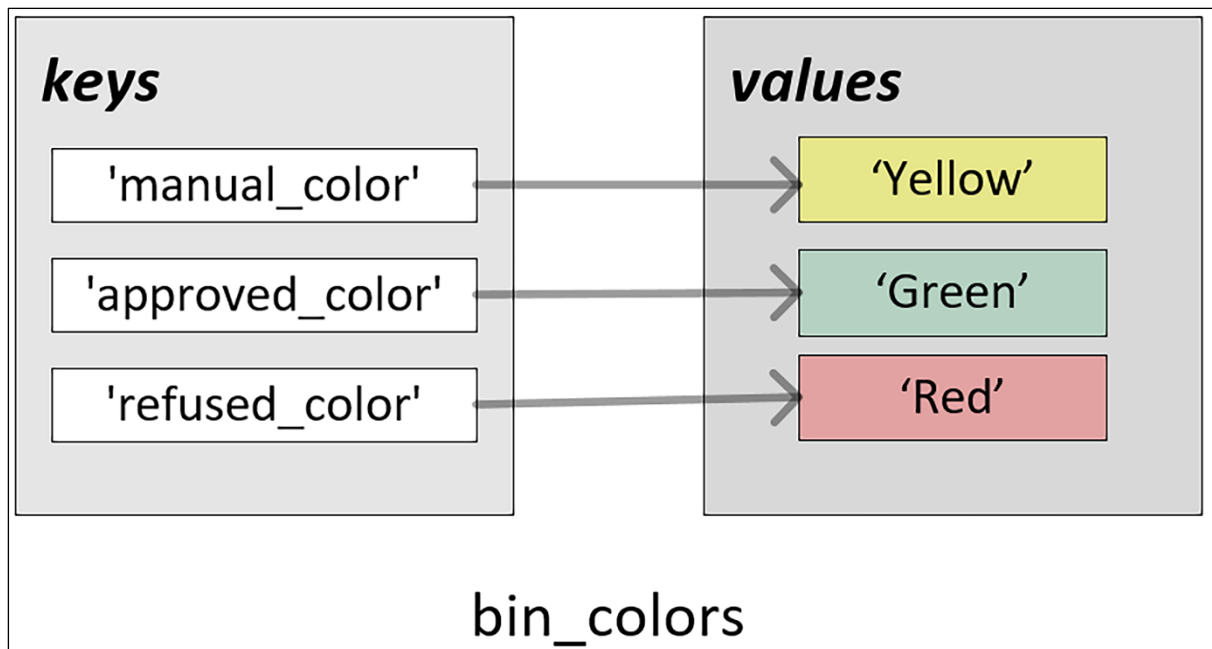 keys
values
'manual_color'
‘Yellow’
'approved_color'
‘Green’
'refused_color'
‘Red’
bin_colors